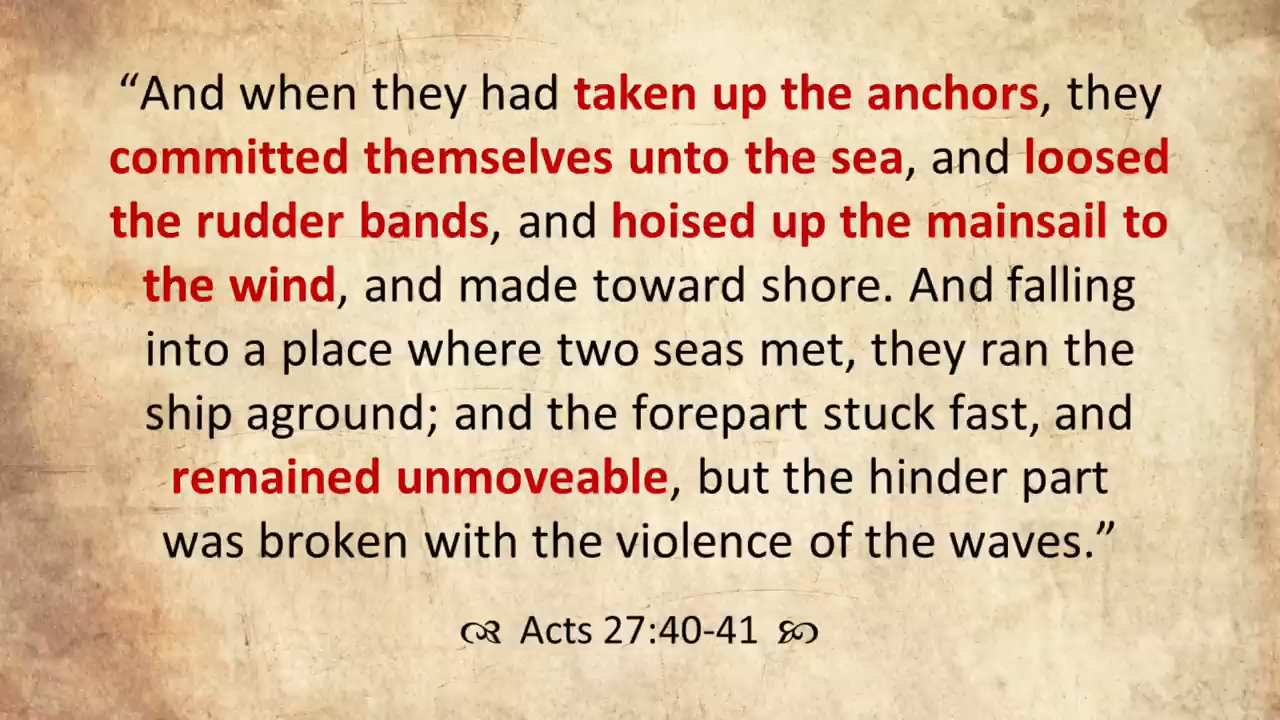 “And when they had taken up the anchors, they
committed themselves unto the sea, and loosed
the rudder bands, and hoised up the mainsail to
the wind, and made toward shore. And falling
into a place where two seas met, they ran the
ship aground; and the forepart stuck fast, and
remained unmoveable, but the hinder part
was broken with the violence of the waves.”
Acts 27:40-41